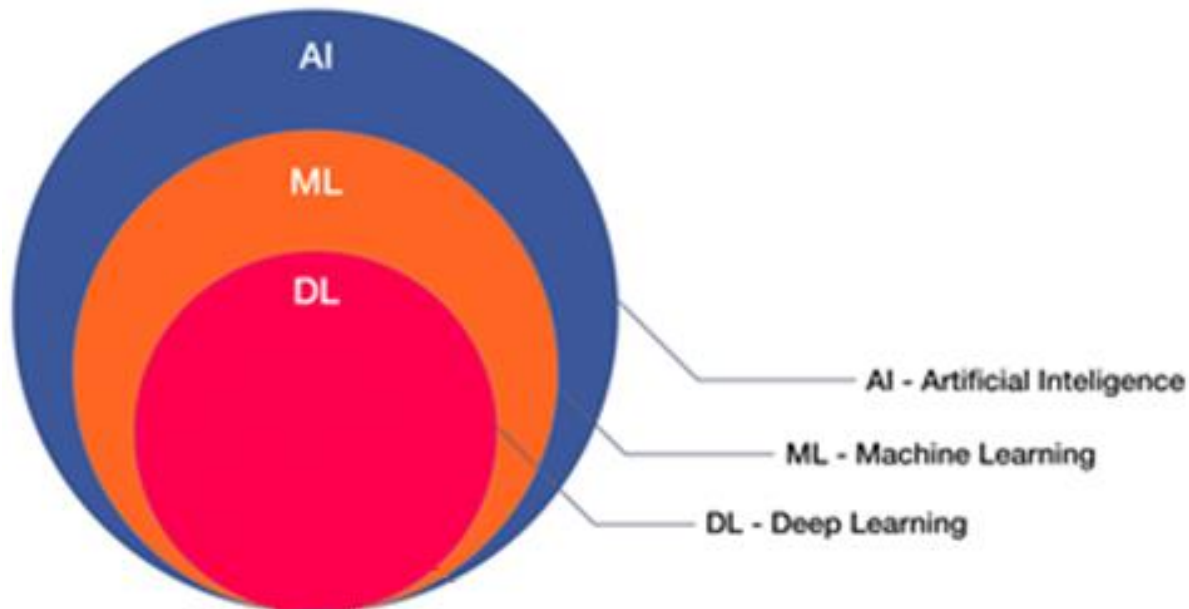 AI
ML
DL
AI - Artificial Inteligence
ML - Machine Learning
DL - Deep Learning